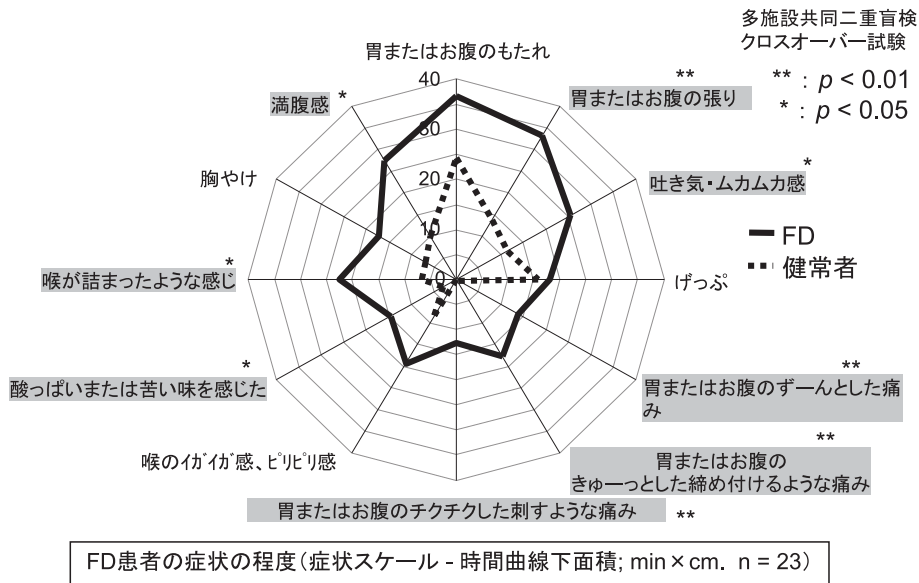 多施設共同二重盲検
クロスオーバー試験
** : p < 0.01
* : p < 0.05
胃またはお腹のもたれ
**
胃またはお腹の張り
*
吐き気・ムカムカ感
FD
健常者
げっぷ
**
胃またはお腹のずーんとした痛
み
**
胃またはお腹の
きゅーっとした締め付けるような痛み
胃またはお腹のチクチクした刺すような痛み **
喉のイガイガ感、ピリピリ感
*
酸っぱいまたは苦い味を感じた
*
喉が詰まったような感じ
胸やけ
満腹感 *
40
30
20
10
0
FD患者の症状の程度(症状スケール - 時間曲線下面積; min×cm. n = 23)